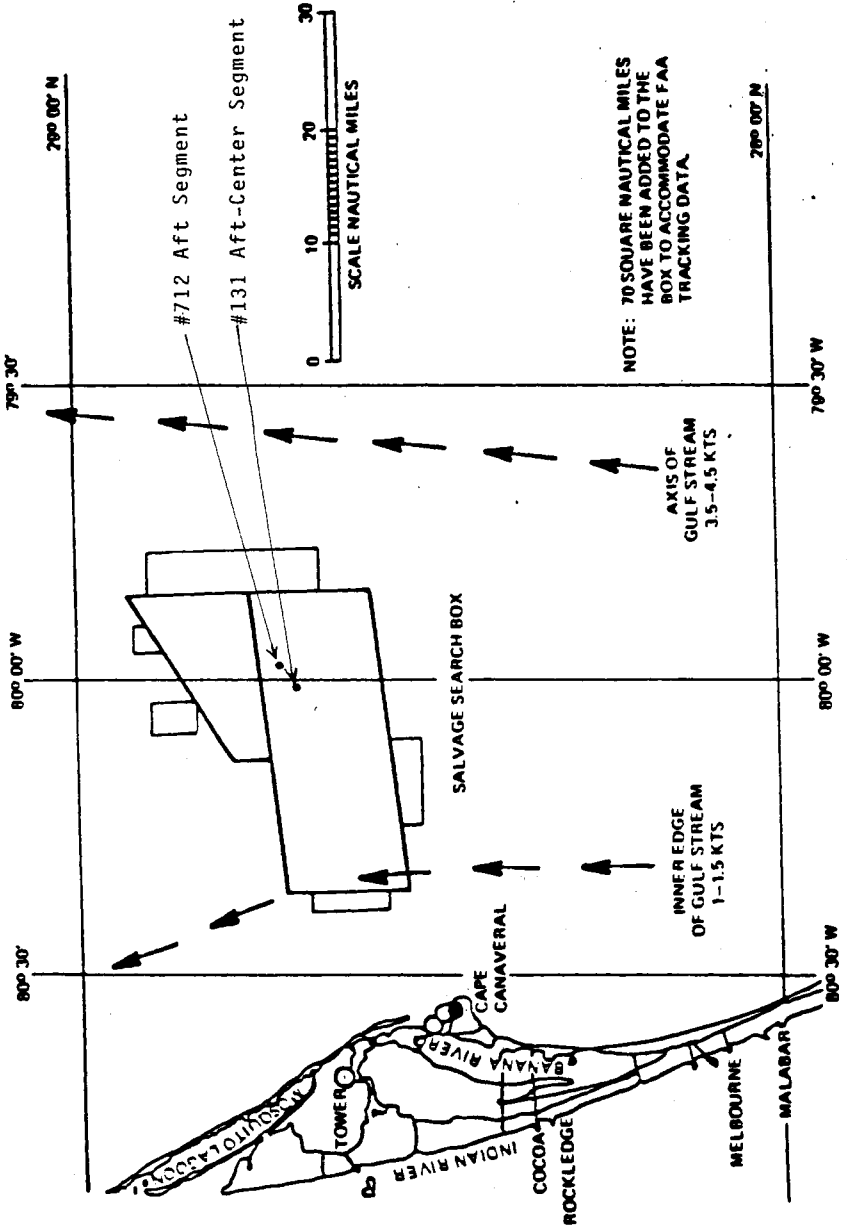 80° 30'
80° 00' W
79° 30'
29° 00' N
#712 Aft Segment
#131 Aft-Center Segment
0 10 20 30
SCALE NAUTICAL MILES
MOSQUITO LAGOON
TOWER
INDIAN RIVER
BANANA RIVER
CAPE
CANAVERAL
COCOA
ROCKLEDGE
MELBOURNE
MALABAR
SALVAGE SEARCH BOX
INNER EDGE
OF GULF STREAM
1-1.5 KTS
AXIS OF
GULF STREAM
3.5-4.5 KTS
NOTE: 70 SQUARE NAUTICAL MILES
HAVE BEEN ADDED TO THE
BOX TO ACCOMMODATE FAA
TRACKING DATA.
28° 00' N
80° 30' W
80° 00' W
79° 30' W